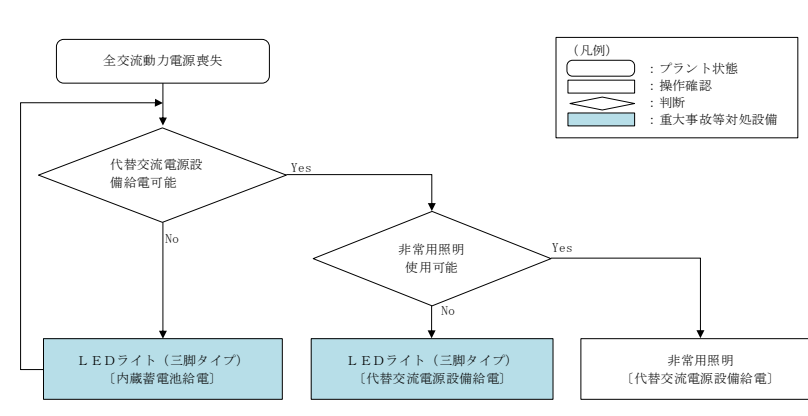 全交流動力電源喪失
(凡例)
：プラント状態
：操作確認
：判断
：重大事故等対処設備
代替交流電源設
備給電可能
Yes
No
非常用照明
使用可能
Yes
No
ＬＥＤライト（三脚タイプ）
〔内蔵蓄電池給電〕
ＬＥＤライト（三脚タイプ）
〔代替交流電源設備給電〕
非常用照明
〔代替交流電源設備給電〕